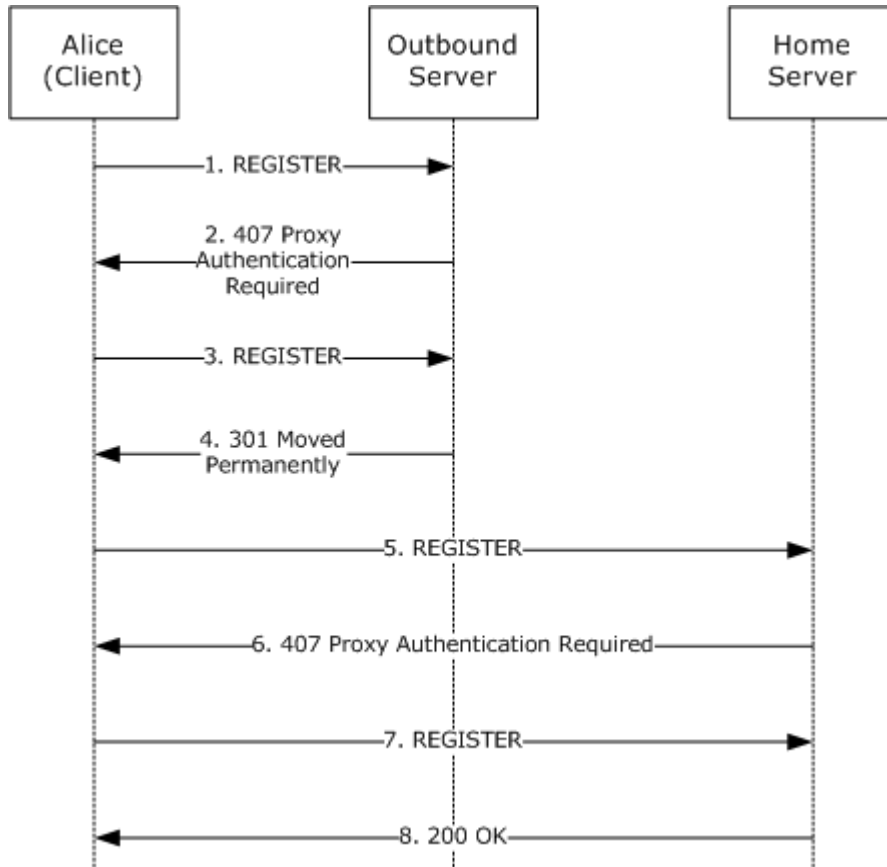 Alice
(Client)
Outbound
Server
Home
Server
1. REGISTER
2. 407 Proxy
Authentication
Required
3. REGISTER
4. 301 Moved
Permanently
5. REGISTER
6. 407 Proxy Authentication Required
7. REGISTER
8. 200 OK